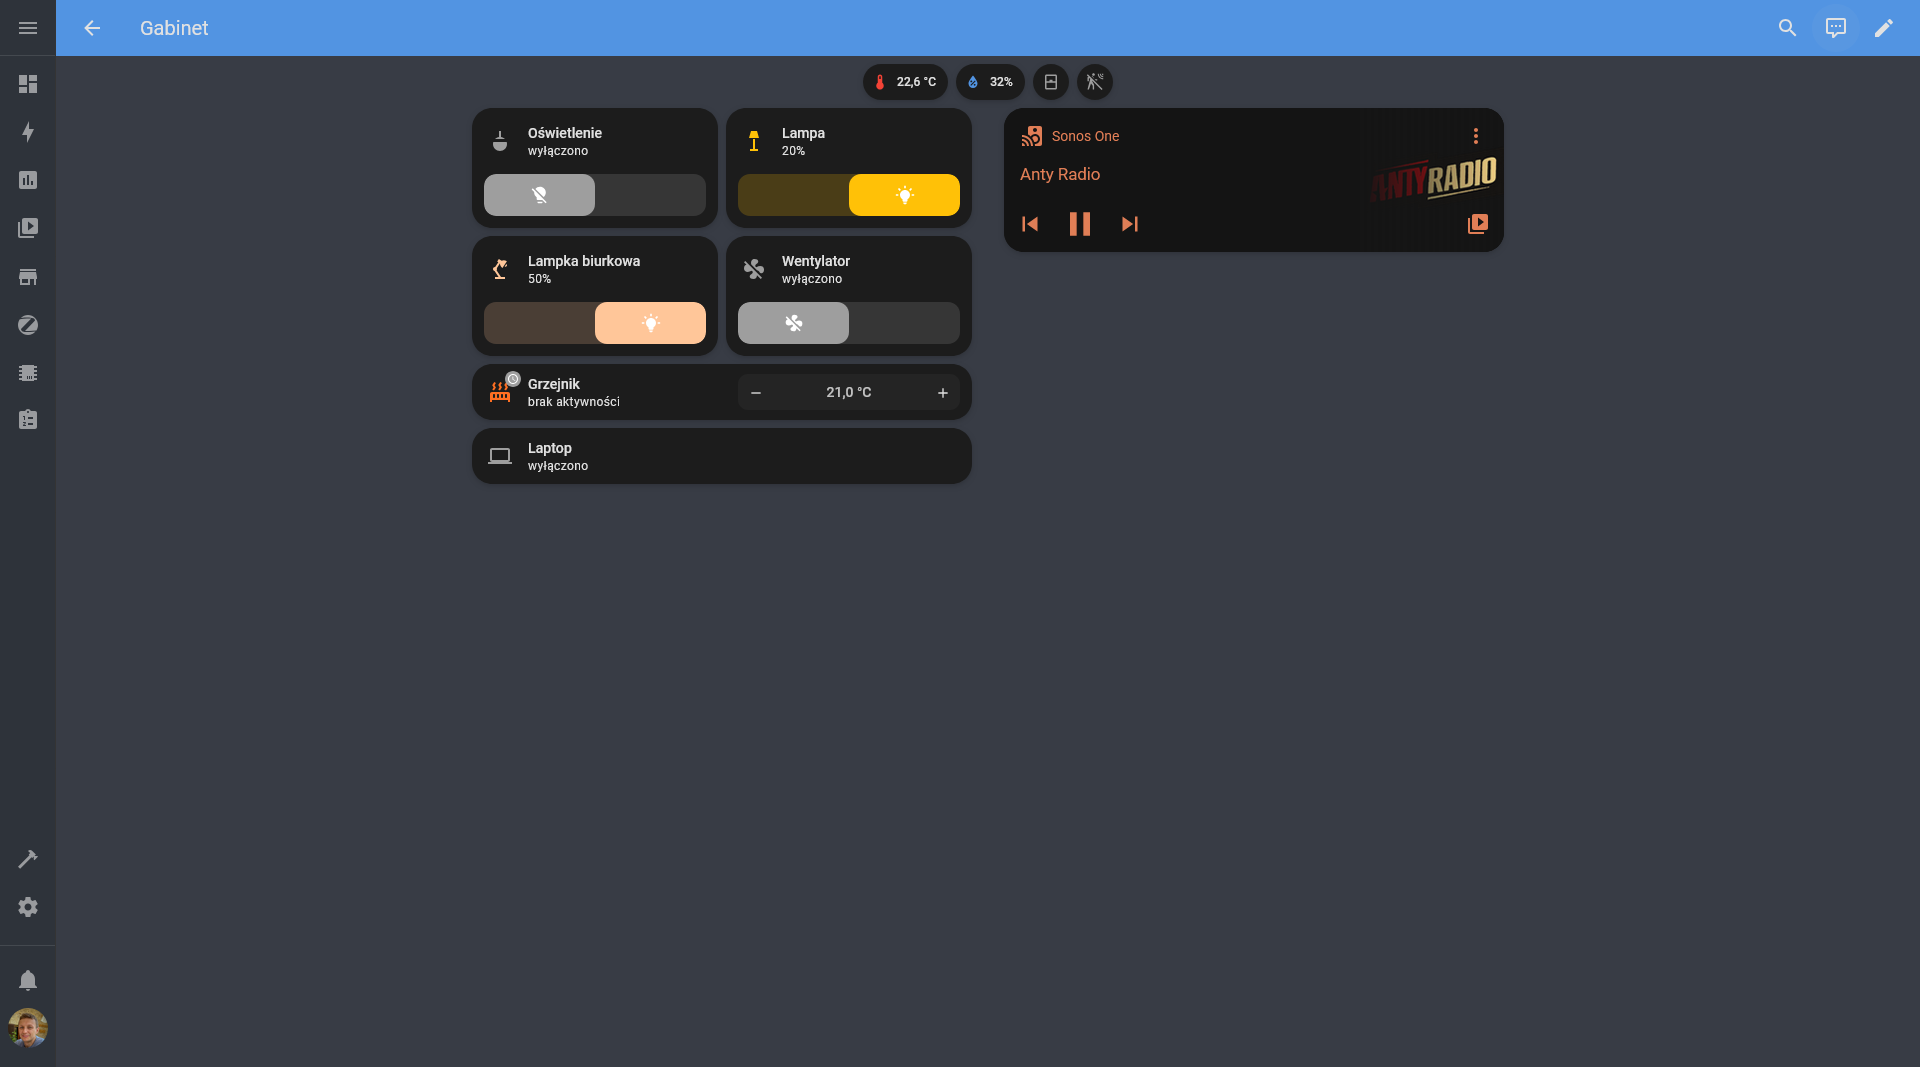 Gabinet
22,6 °C
32%
Oświetlenie
wyłączono
Lampa
20%
Lampka biurkowa
50%
Wentylator
wyłączono
Grzejnik
brak aktywności
21,0 °C
Laptop
wyłączono
Sonos One
Anty Radio
ANTYRADIO